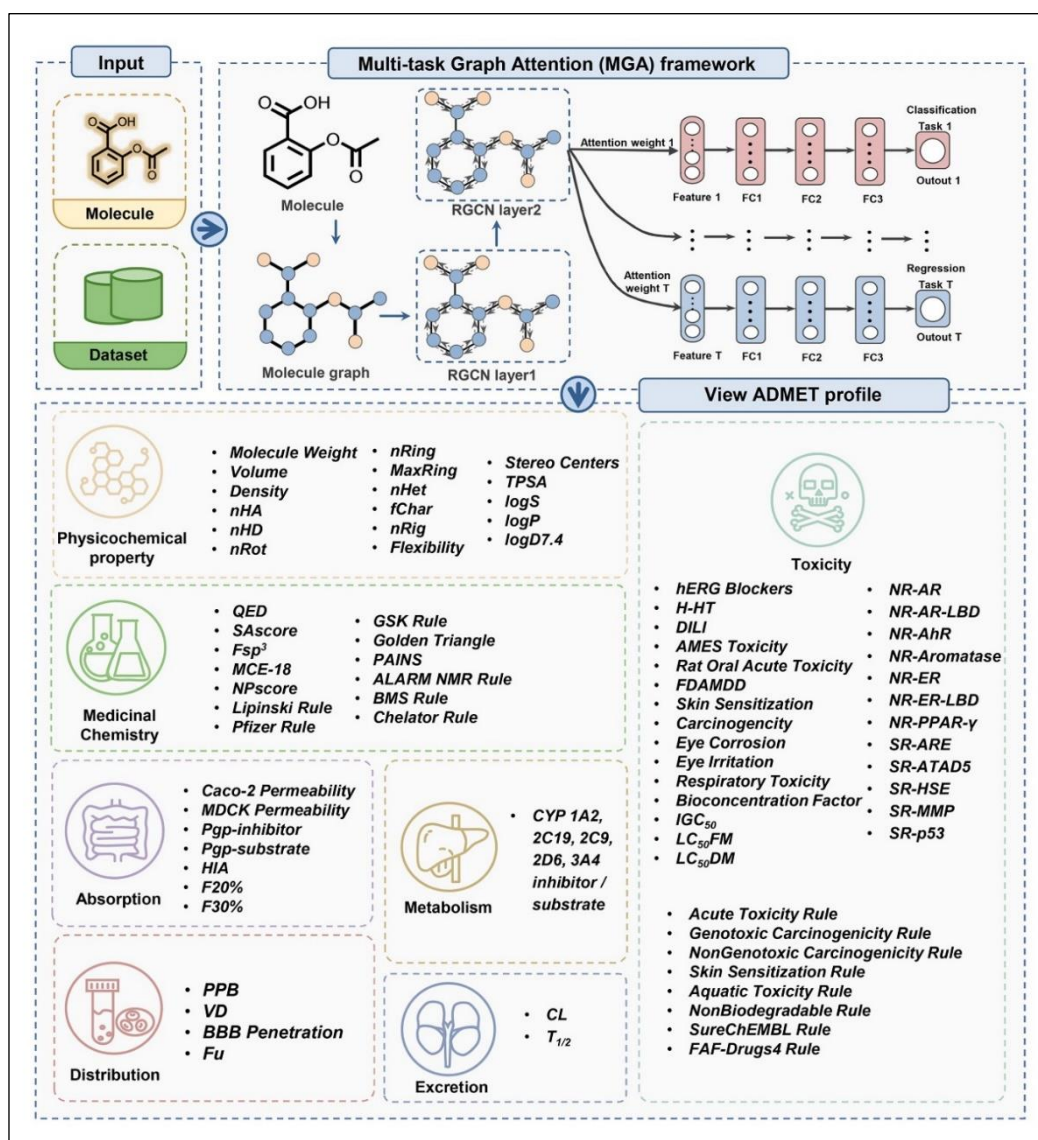 Input
Multi-task Graph Attention (MGA) framework
OH
O
O
O
Molecule
Dataset
OH
O
O
O
Molecule
Molecule graph
RGCN layer2
RGCN layer1
Attention weight 1
Attention
weight T
Feature 1
FC1
FC2
FC3
Classification
Task 1
Outout 1
Feature T
FC1
FC2
FC3
Regression
Task T
Outout T
View ADMET profile
Physicochemical
property
• Molecule Weight
• Volume
• Density
• nHA
• nHD
• nRot
• nRing
• MaxRing
• nHet
• fChar
• nRig
• Flexibility
• Stereo Centers
• TPSA
• logS
• logP
• logD7.4
Medicinal
Chemistry
• QED
• SAscore
• Fsp³
• MCE-18
• NPscore
• Lipinski Rule
• Pfizer Rule
• GSK Rule
• Golden Triangle
• PAINS
• ALARM NMR Rule
• BMS Rule
• Chelator Rule
Absorption
• Caco-2 Permeability
• MDCK Permeability
• Pgp-inhibitor
• Pgp-substrate
• HIA
• F20%
• F30%
Metabolism
• CYP 1A2,
2C19, 2C9,
2D6, 3A4
inhibitor /
substrate
Distribution
• PPB
• VD
• BBB Penetration
• Fu
Excretion
• CL
• T1/2
Toxicity
• hERG Blockers
• H-HT
• DILI
• AMES Toxicity
• Rat Oral Acute Toxicity
• FDAMDD
• Skin Sensitization
• Carcinogencity
• Eye Corrosion
• Eye Irritation
• Respiratory Toxicity
• Bioconcentration Factor
• IGC50
• LC50FM
• LC50DM
• NR-AR
• NR-AR-LBD
• NR-AhR
• NR-Aromatase
• NR-ER
• NR-ER-LBD
• NR-PPAR-γ
• SR-ARE
• SR-ATAD5
• SR-HSE
• SR-MMP
• SR-p53
• Acute Toxicity Rule
• Genotoxic Carcinogenicity Rule
• NonGenotoxic Carcinogenicity Rule
• Skin Sensitization Rule
• Aquatic Toxicity Rule
• NonBiodegradable Rule
• SureChEMBL Rule
• FAF-Drugs4 Rule